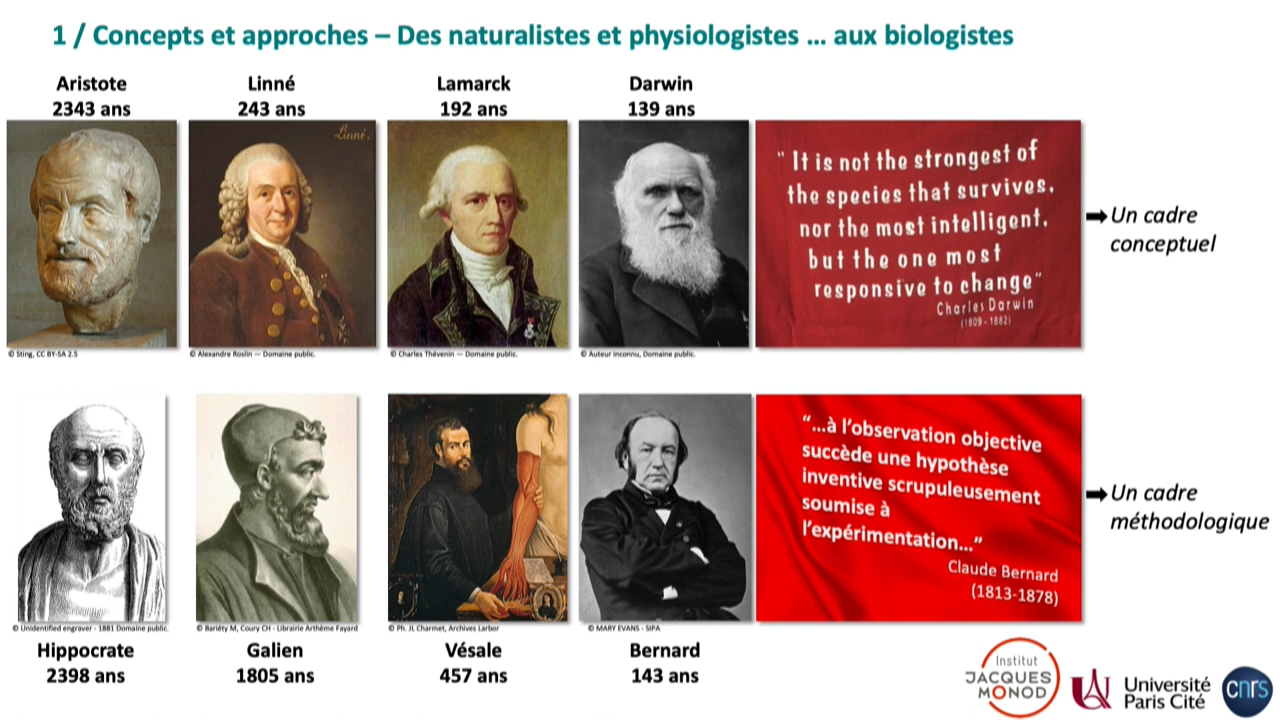 1 / Concepts et approches – Des naturalistes et physiologistes … aux biologistes
Aristote
2343 ans
Linné
243 ans
Lamarck
192 ans
Darwin
139 ans
Linné.
" It is not the strongest of
the species that survives,
nor the most intelligent,
but the one most
responsive to change"
Charles Darwin
(1809 - 1882)
Un cadre
conceptuel
© Sting, CC BY-SA 2.5
© Alexandre Roslin — Domaine public.
© Charles Thévenin — Domaine public.
© Auteur inconnu, Domaine public.
“…à l’observation objective
succède une hypothèse
inventive scrupuleusement
soumise à
l’expérimentation…”
Claude Bernard
(1813-1878)
Un cadre
méthodologique
© Unidentified engraver - 1881 Domaine public.
© Bariéty M, Coury CH - Librairie Arthème Fayard
© Ph. JL Charmet, Archives Larbor
© MARY EVANS - SIPA
Hippocrate
2398 ans
Galien
1805 ans
Vésale
457 ans
Bernard
143 ans
Institut
JACQUES
MONOD
Université
Paris Cité
cnrs